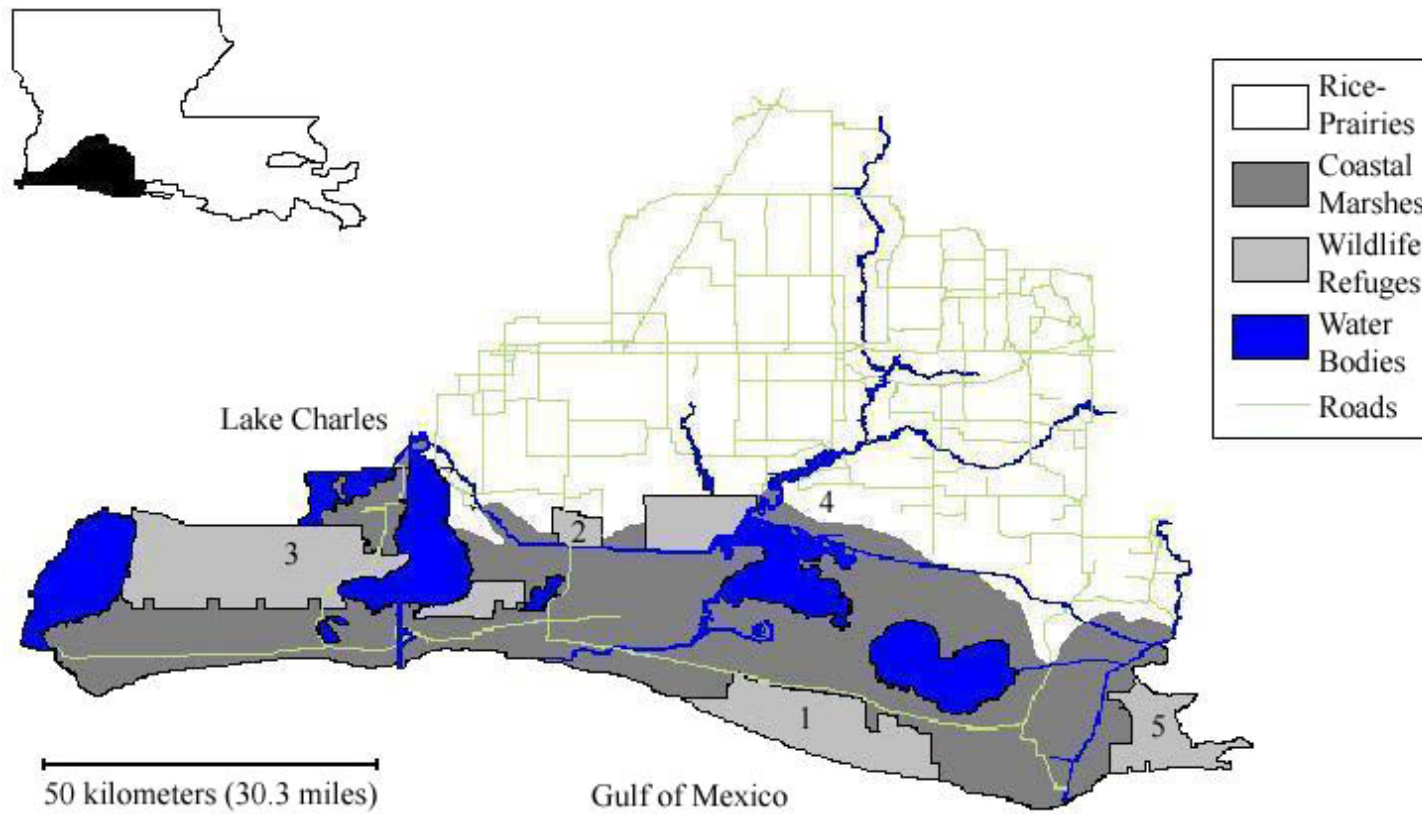 Rice-
Prairies
Coastal
Marshes
Wildlife
Refuges
Water
Bodies
Roads
Lake Charles
4
2
3
1
5
50 kilometers (30.3 miles)
Gulf of Mexico